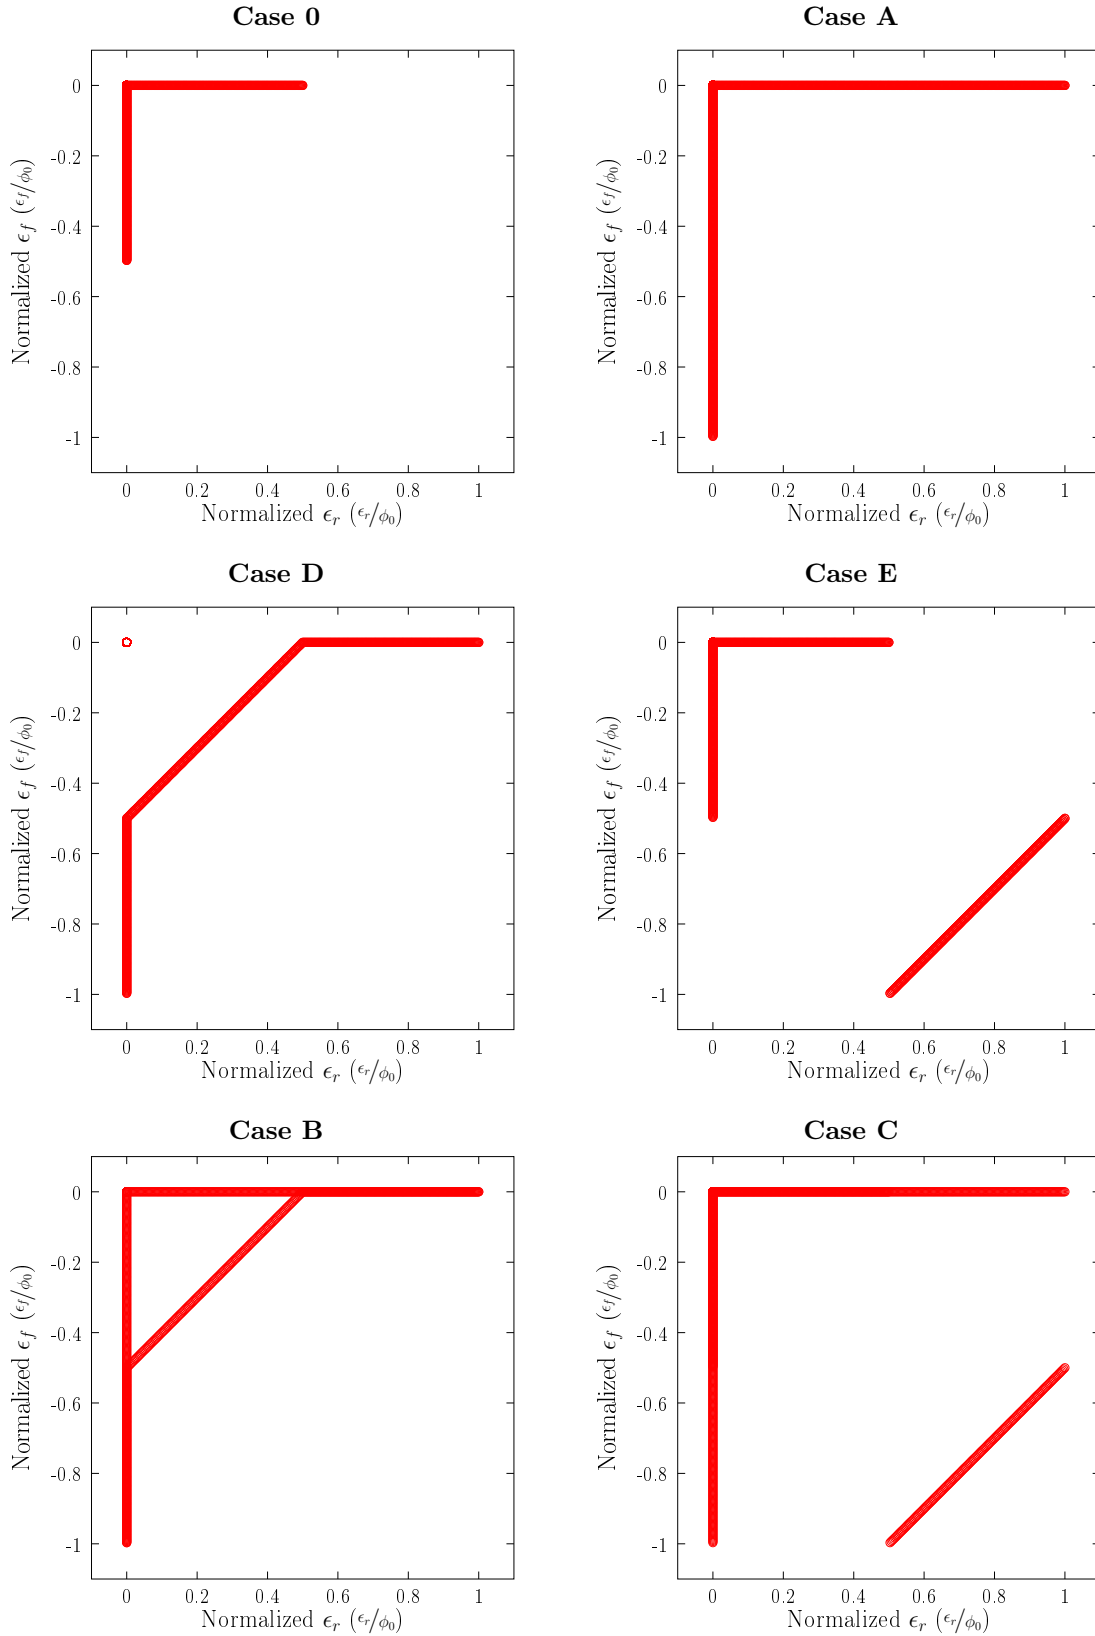 Case 0
0
-0.2
-0.4
-0.6
-0.8
-1
0 0.2 0.4 0.6 0.8 1
Normalized ϵf (ϵf/ϕ0)
Normalized ϵr (ϵr/ϕ0)
Case A
0
-0.2
-0.4
-0.6
-0.8
-1
0 0.2 0.4 0.6 0.8 1
Normalized ϵf (ϵf/ϕ0)
Normalized ϵr (ϵr/ϕ0)
Case D
0
-0.2
-0.4
-0.6
-0.8
-1
0 0.2 0.4 0.6 0.8 1
Normalized ϵf (ϵf/ϕ0)
Normalized ϵr (ϵr/ϕ0)
Case E
0
-0.2
-0.4
-0.6
-0.8
-1
0 0.2 0.4 0.6 0.8 1
Normalized ϵf (ϵf/ϕ0)
Normalized ϵr (ϵr/ϕ0)
Case B
0
-0.2
-0.4
-0.6
-0.8
-1
0 0.2 0.4 0.6 0.8 1
Normalized ϵf (ϵf/ϕ0)
Normalized ϵr (ϵr/ϕ0)
Case C
0
-0.2
-0.4
-0.6
-0.8
-1
0 0.2 0.4 0.6 0.8 1
Normalized ϵf (ϵf/ϕ0)
Normalized ϵr (ϵr/ϕ0)